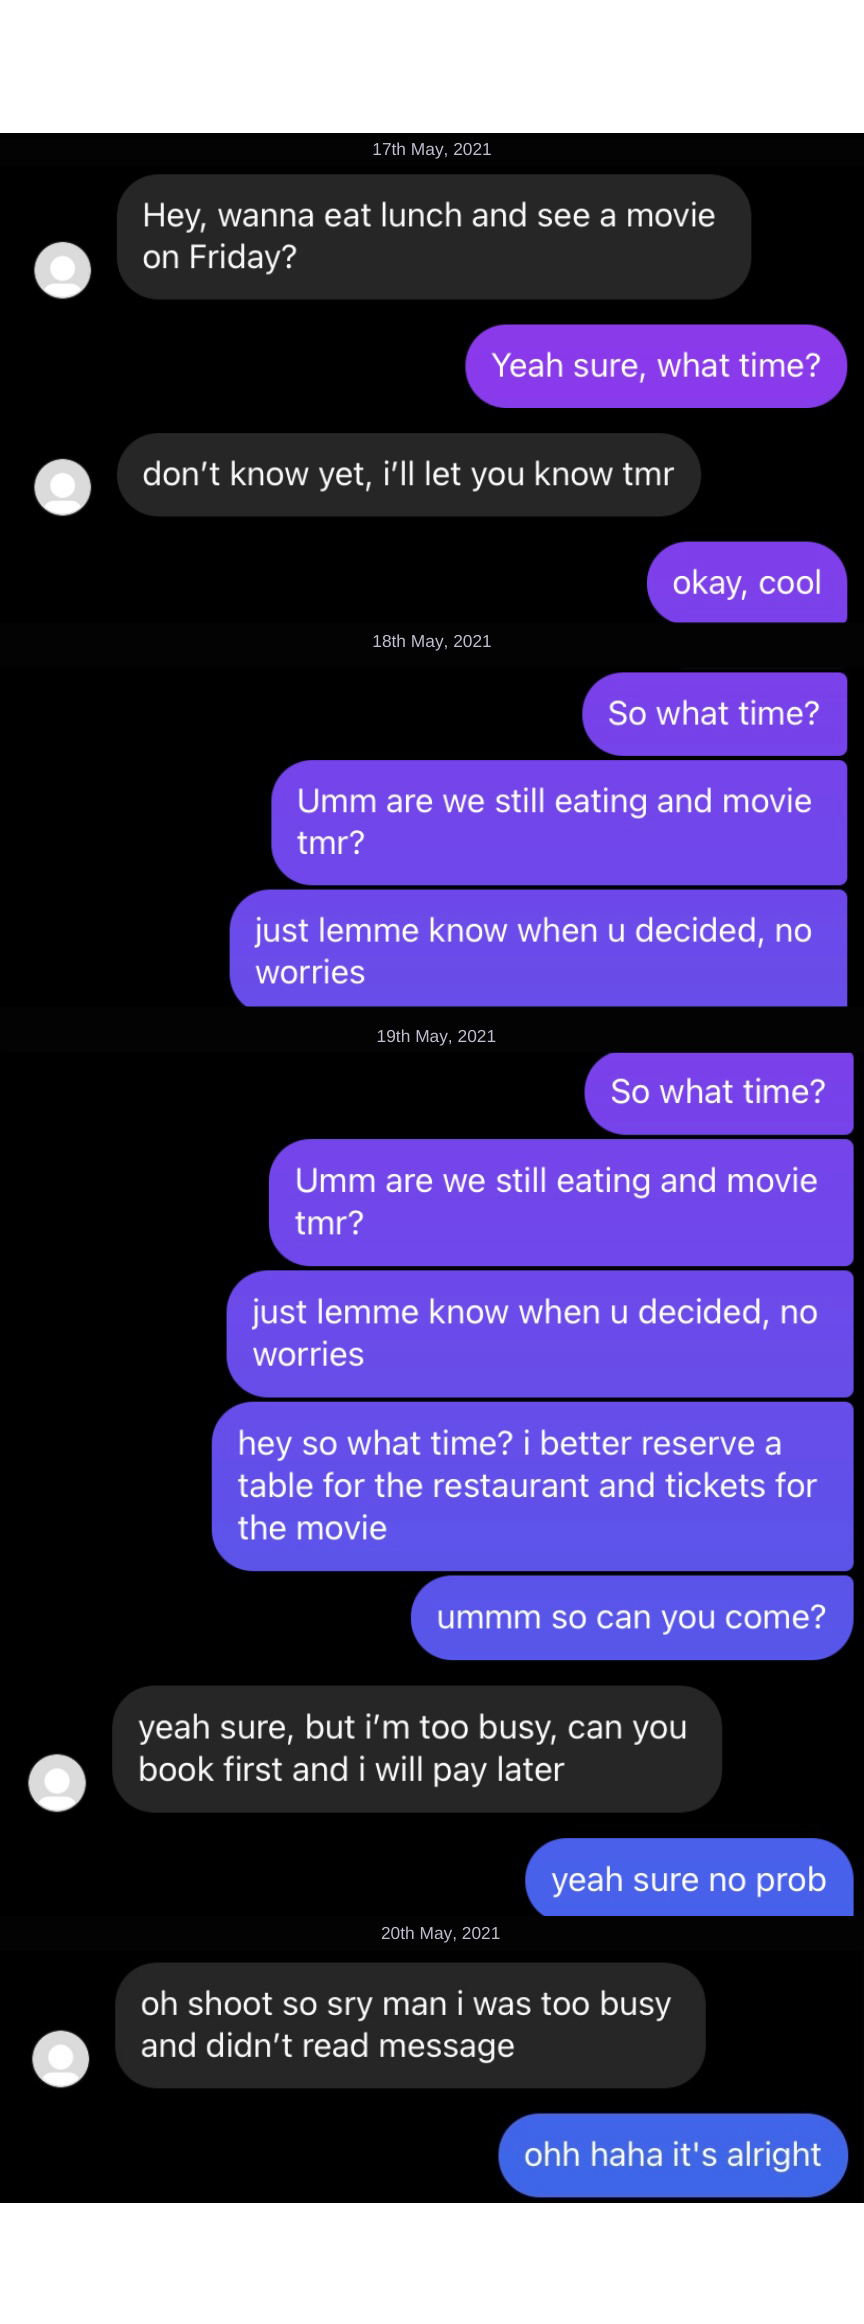 17th May, 2021
Hey, wanna eat lunch and see a movie
on Friday?
Yeah sure, what time?
don’t know yet, i’ll let you know tmr
okay, cool
18th May, 2021
So what time?
Umm are we still eating and movie
tmr?
just lemme know when u decided, no
worries
19th May, 2021
So what time?
Umm are we still eating and movie
tmr?
just lemme know when u decided, no
worries
hey so what time? i better reserve a
table for the restaurant and tickets for
the movie
ummm so can you come?
yeah sure, but i’m too busy, can you
book first and i will pay later
yeah sure no prob
20th May, 2021
oh shoot so sry man i was too busy
and didn’t read message
ohh haha it's alright